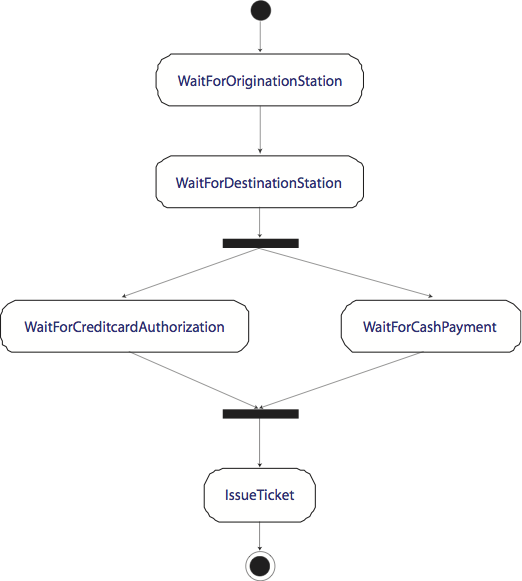 WaitForOriginationStation
WaitForDestinationStation
WaitForCreditcardAuthorization
WaitForCashPayment
IssueTicket